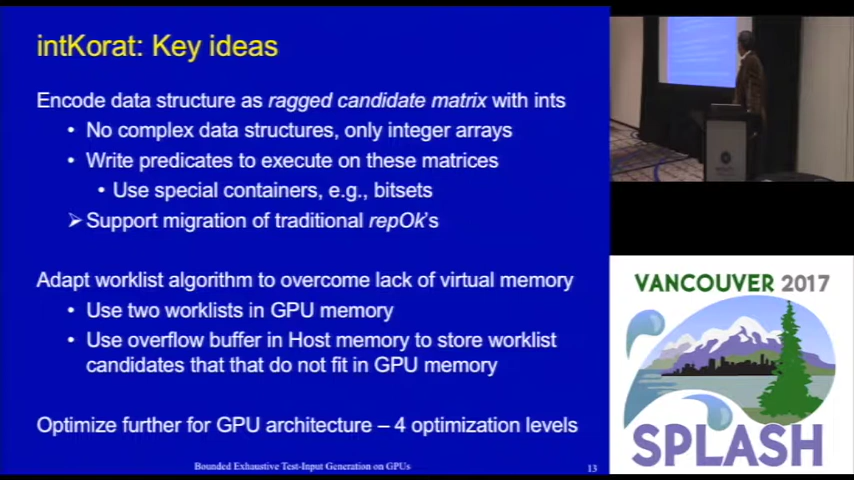 intKorat: Key ideas
Encode data structure as ragged candidate matrix with ints
• No complex data structures, only integer arrays
• Write predicates to execute on these matrices
• Use special containers, e.g., bitsets
➢ Support migration of traditional repOk's
Adapt worklist algorithm to overcome lack of virtual memory
• Use two worklists in GPU memory
• Use overflow buffer in Host memory to store worklist
candidates that that do not fit in GPU memory
Optimize further for GPU architecture – 4 optimization levels
Bounded Exhaustive Test-Input Generation on GPUs
13
VANCOUVER 2017
SPLASH